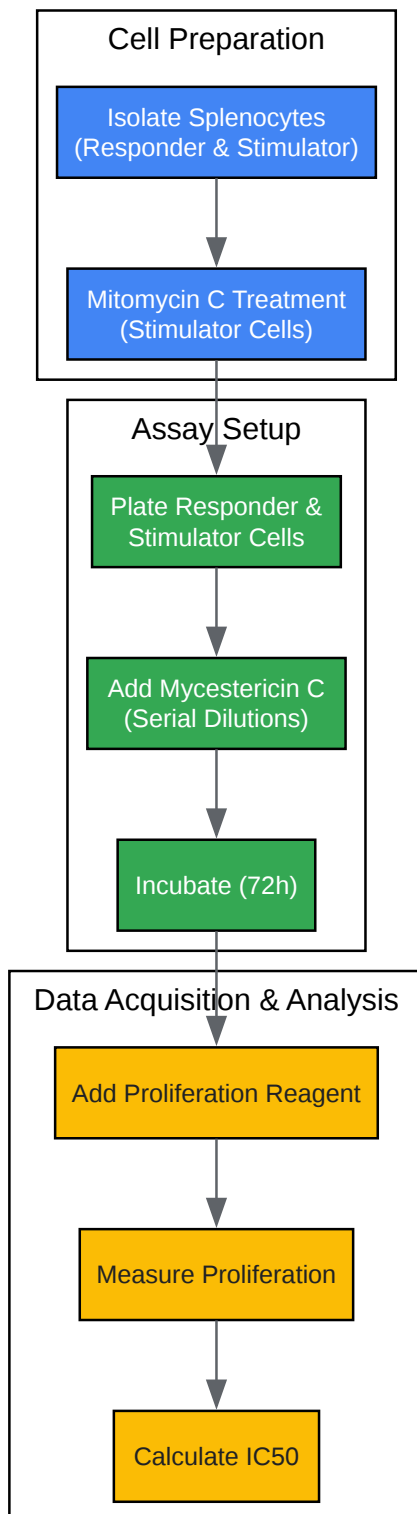 Cell Preparation
Isolate Splenocytes
(Responder & Stimulator)
Mitomycin C Treatment
(Stimulator Cells)
Assay Setup
Plate Responder &
Stimulator Cells
Add Mycestericin C
(Serial Dilutions)
Incubate (72h)
Data Acquisition & Analysis
Add Proliferation Reagent
Measure Proliferation
Calculate IC50